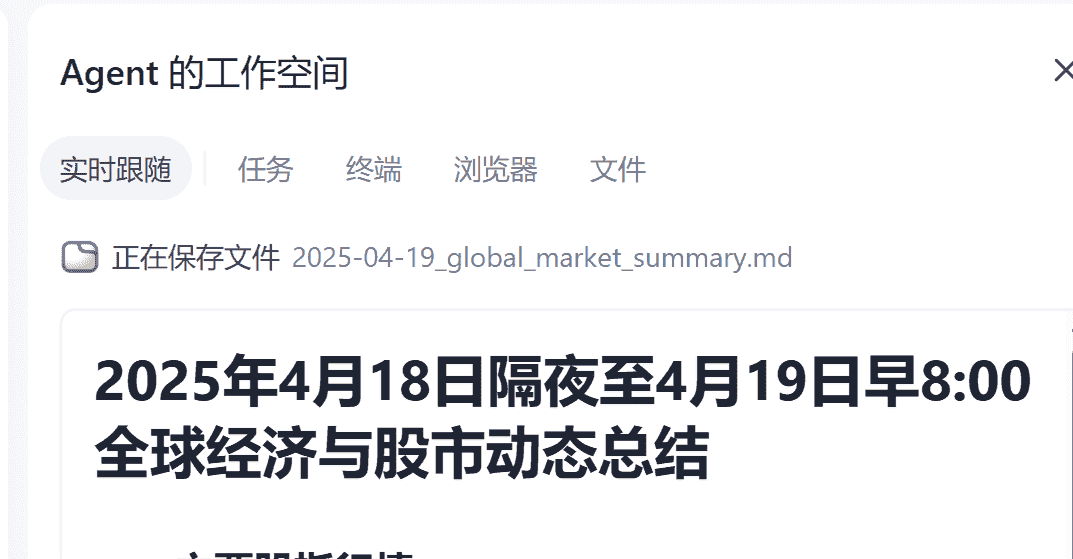 Agent 的工作空间
实时跟随 任务 终端 浏览器 文件
正在保存文件 2025-04-19_global_market_summary.md
2025年4月18日隔夜至4月19日早8:00
全球经济与股市动态总结